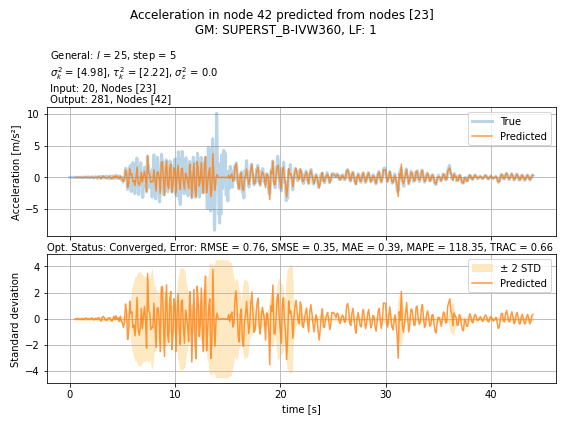 Acceleration in node 42 predicted from nodes [23]
GM: SUPERST_B-IVW360, LF: 1
General: l = 25, step = 5
σ²ₖ = [4.98], τ²ₖ = [2.22], σ²ε = 0.0
Input: 20, Nodes [23]
Output: 281, Nodes [42]
Acceleration [m/s²]
10
5
0
−5
True
Predicted
Opt. Status: Converged, Error: RMSE = 0.76, SMSE = 0.35, MAE = 0.39, MAPE = 118.35, TRAC = 0.66
Standard deviation
4
2
0
−2
−4
± 2 STD
Predicted
0 10 20 30 40
time [s]